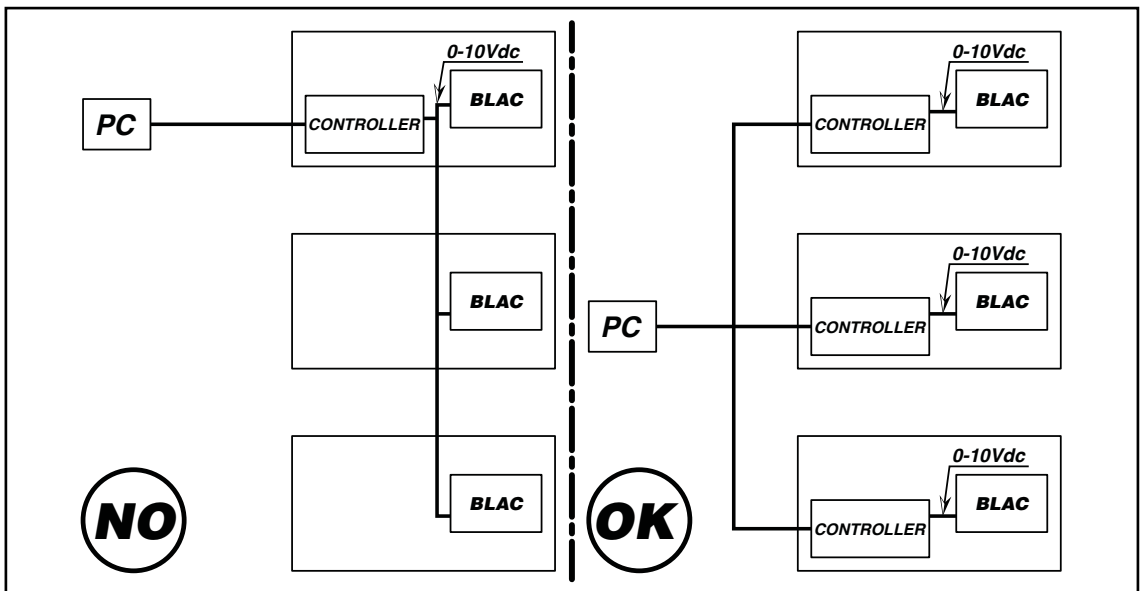 0-10Vdc
BLAC
PC
CONTROLLER
BLAC
BLAC
NO
0-10Vdc
BLAC
CONTROLLER
0-10Vdc
BLAC
PC
CONTROLLER
0-10Vdc
BLAC
OK
CONTROLLER